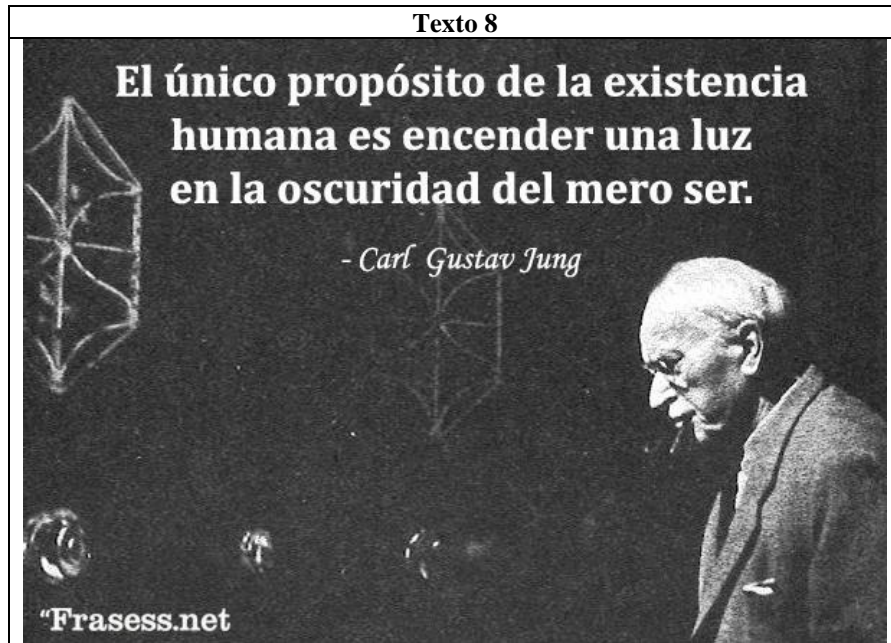 Texto 8
El único propósito de la existencia
humana es encender una luz
en la oscuridad del mero ser.
- Carl Gustav Jung
“Frasess.net